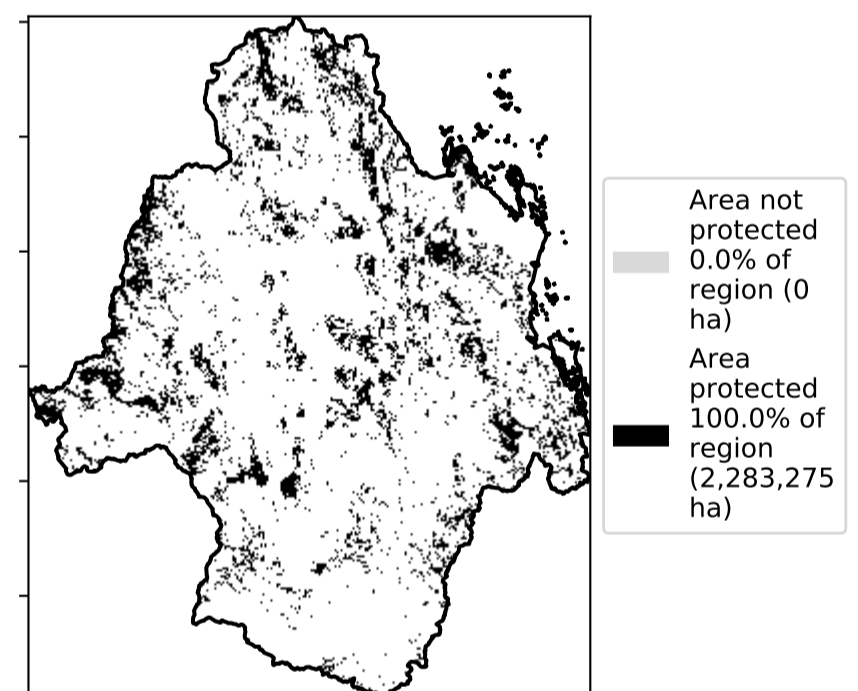 Area not
protected
0.0% of
region (0
ha)
Area
protected
100.0% of
region
(2,283,275
ha)